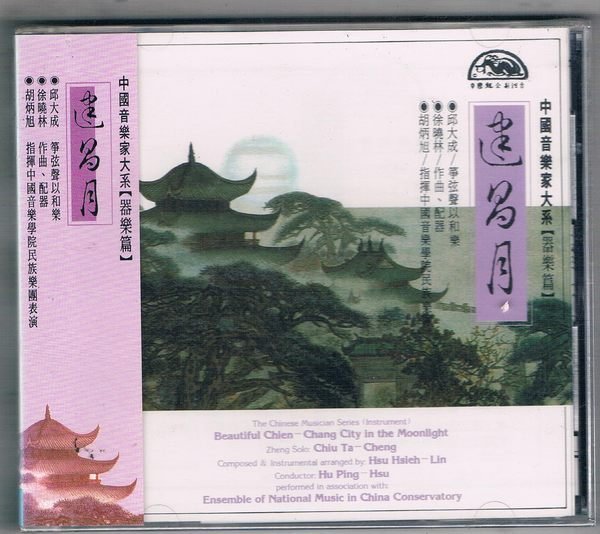 中國音樂家大系【器樂篇】
建昌月
●邱大成 箏弦聲以和樂
●徐曉林 作曲、配器
●胡炳旭 指揮中國音樂學院民族樂團表演
中國音樂家大系【器樂篇】
建昌月
●邱大成/箏弦聲以和樂
●徐曉林/作曲、配器
●胡炳旭/指揮中國音樂學院民族
The Chinese Musician Series (Instrument)
Beautiful Chien-Chang City in the Moonlight
Zheng Solo: Chiu Ta-Cheng
Composed & Instrumental arranged by: Hsu Hsieh-Lin
Conductor: Hu Ping-Hsu
performed in association with:
Ensemble of National Music in China Conservatory